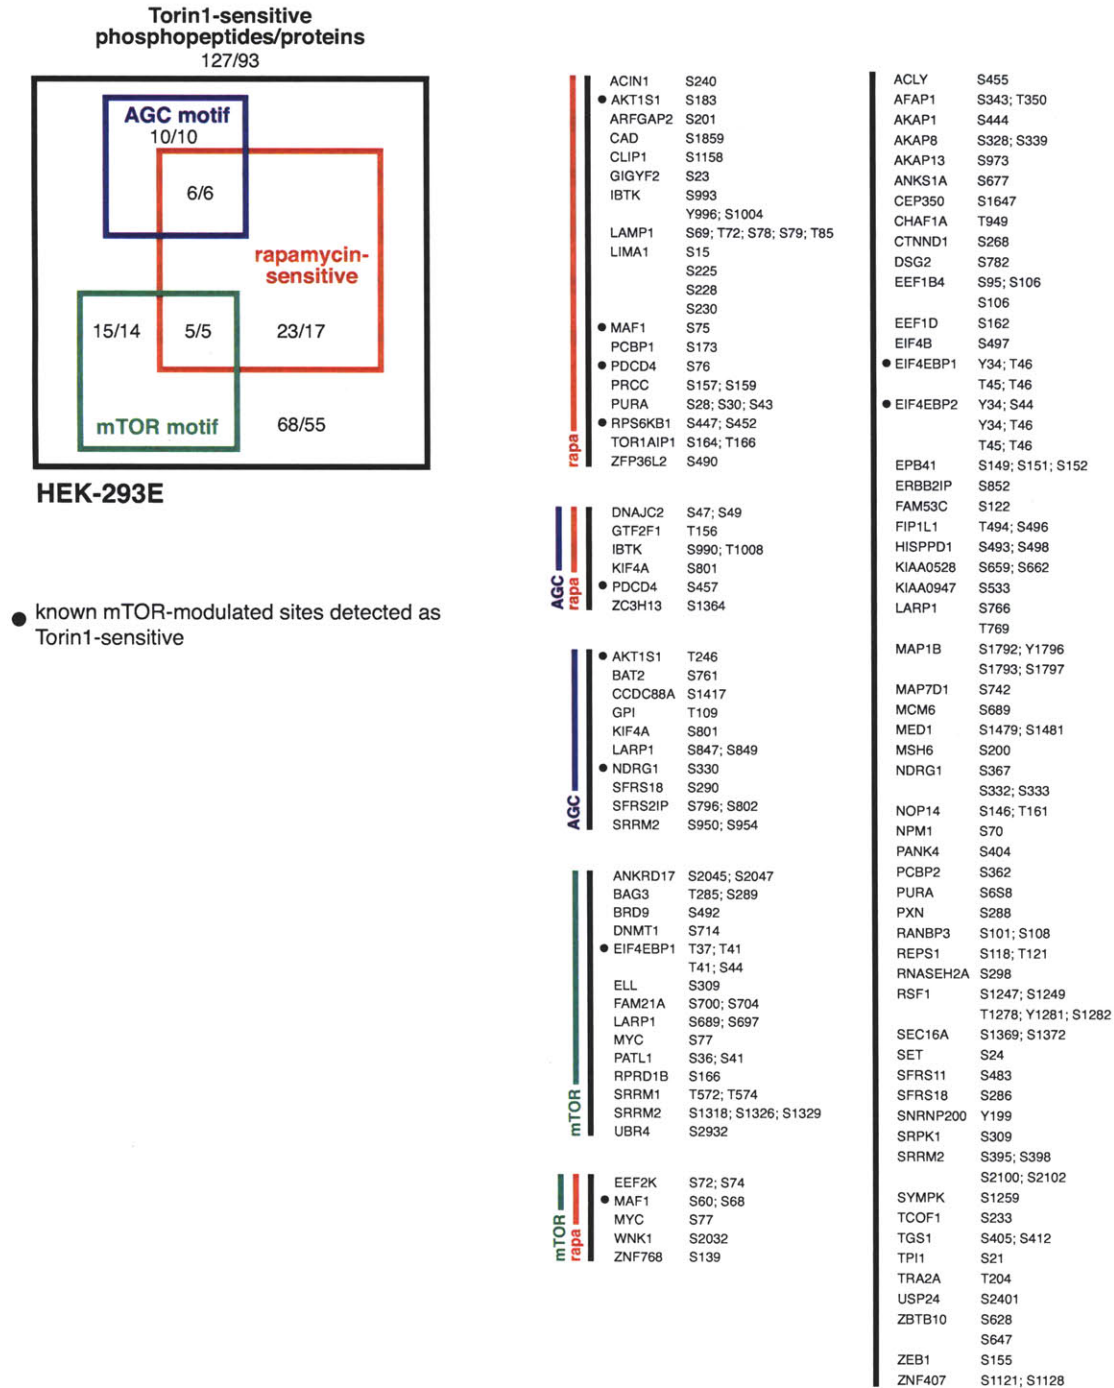 Torin1-sensitive
phosphopeptides/proteins
127/93
AGC motif
10/10
6/6
rapamycin-
sensitive
15/14
5/5
23/17
mTOR motif
68/55
HEK-293E
● known mTOR-modulated sites detected as
Torin1-sensitive
rapa
ACIN1 S240
● AKT1S1 S183
ARFGAP2 S201
CAD S1859
CLIP1 S1158
GIGYF2 S23
IBTK S993
Y996; S1004
LAMP1 S69; T72; S78; S79; T85
LIMA1 S15
S225
S228
S230
● MAF1 S75
PCBP1 S173
● PDCD4 S76
PRCC S157; S159
PURA S28; S30; S43
● RPS6KB1 S447; S452
TOR1AIP1 S164; T166
ZFP36L2 S490
AGC
rapa
DNAJC2 S47; S49
GTF2F1 T156
IBTK S990; T1008
KIF4A S801
● PDCD4 S457
ZC3H13 S1364
AGC
● AKT1S1 T246
BAT2 S761
CCDC88A S1417
GPI T109
KIF4A S801
LARP1 S847; S849
● NDRG1 S330
SFRS18 S290
SFRS2IP S796; S802
SRRM2 S950; S954
mTOR
ANKRD17 S2045; S2047
BAG3 T285; S289
BRD9 S492
DNMT1 S714
● EIF4EBP1 T37; T41
T41; S44
ELL S309
FAM21A S700; S704
LARP1 S689; S697
MYC S77
PATL1 S36; S41
RPRD1B S166
SRRM1 T572; T574
SRRM2 S1318; S1326; S1329
UBR4 S2932
mTOR
rapa
EEF2K S72; S74
● MAF1 S60; S68
MYC S77
WNK1 S2032
ZNF768 S139
ACLY S455
AFAP1 S343; T350
AKAP1 S444
AKAP8 S328; S339
AKAP13 S973
ANKS1A S677
CEP350 S1647
CHAF1A T949
CTNND1 S268
DSG2 S782
EEF1B4 S95; S106
S106
EEF1D S162
EIF4B S497
● EIF4EBP1 Y34; T46
T45; T46
● EIF4EBP2 Y34; S44
Y34; T46
T45; T46
EPB41 S149; S151; S152
ERBB2IP S852
FAM53C S122
FIP1L1 T494; S496
HISPPD1 S493; S498
KIAA0528 S659; S662
KIAA0947 S533
LARP1 S766
T769
MAP1B S1792; Y1796
S1793; S1797
MAP7D1 S742
MCM6 S689
MED1 S1479; S1481
MSH6 S200
NDRG1 S367
S332; S333
NOP14 S146; T161
NPM1 S70
PANK4 S404
PCBP2 S362
PURA S6S8
PXN S288
RANBP3 S101; S108
REPS1 S118; T121
RNASEH2A S298
RSF1 S1247; S1249
T1278; Y1281; S1282
SEC16A S1369; S1372
SET S24
SFRS11 S483
SFRS18 S286
SNRNP200 Y199
SRPK1 S309
SRRM2 S395; S398
S2100; S2102
SYMPK S1259
TCOF1 S233
TGS1 S405; S412
TPI1 S21
TRA2A T204
USP24 S2401
ZBTB10 S628
S647
ZEB1 S155
ZNF407 S1121; S1128